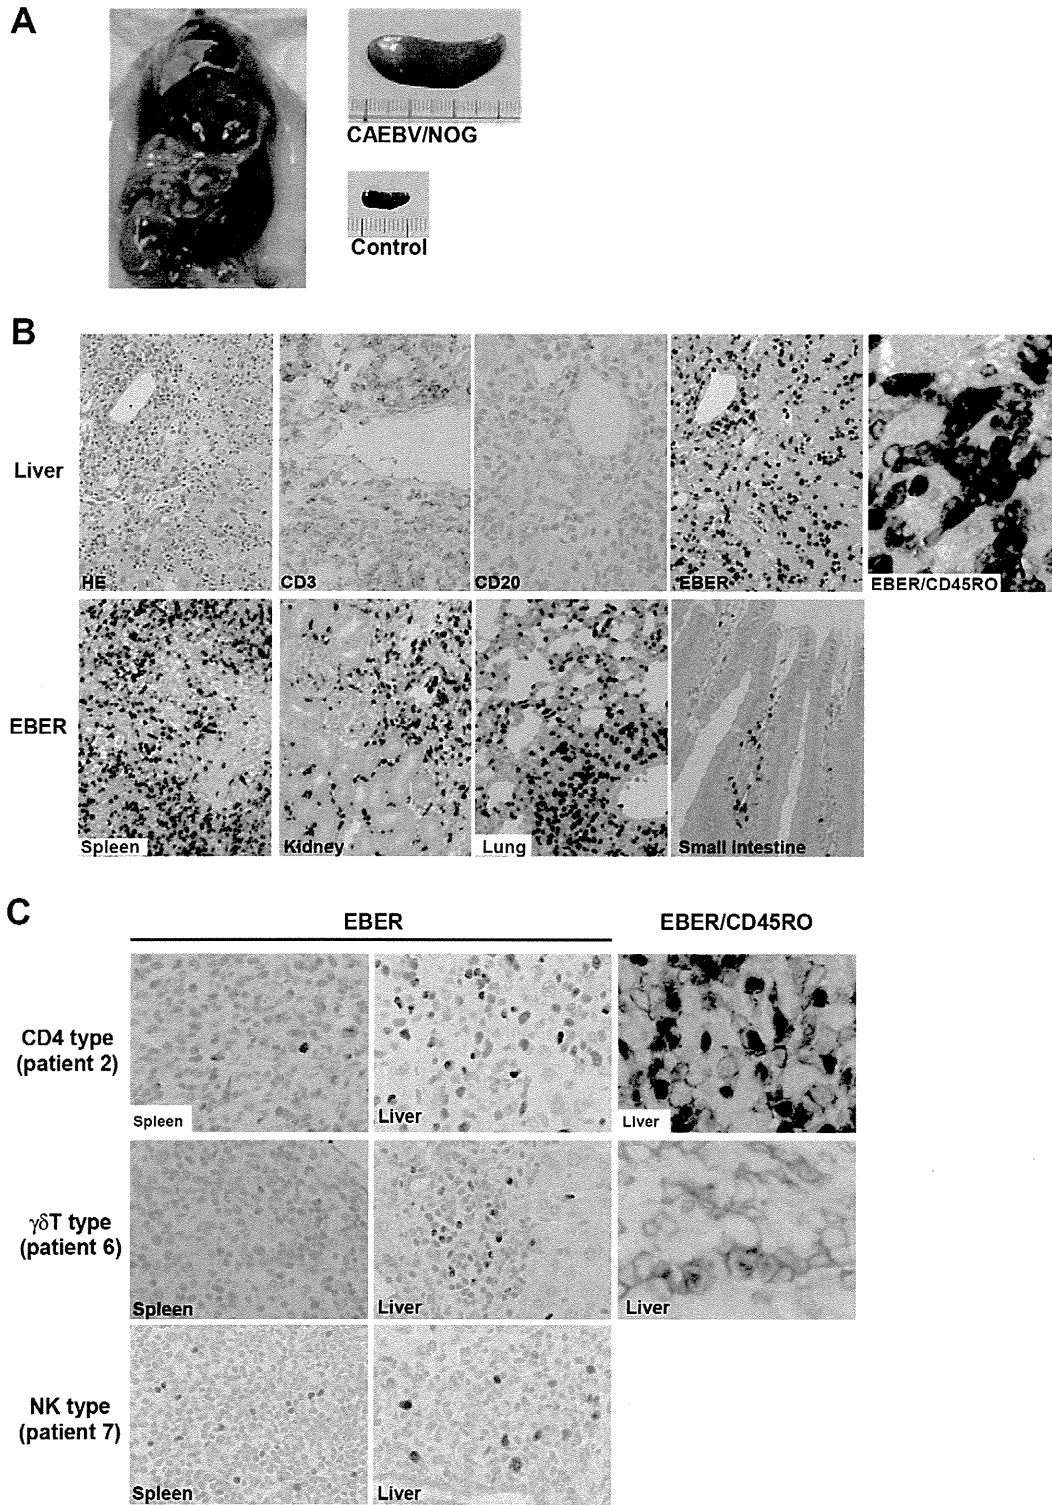 A
CAEBV/NOG
Control
B
Liver
HE
CD3
CD20
EBER
EBER/CD45RO
EBER
Spleen
Kidney
Lung
Small intestine
C
EBER
EBER/CD45RO
CD4 type
(patient 2)
Spleen
Liver
Liver
γδT type
(patient 6)
Spleen
Liver
Liver
NK type
(patient 7)
Spleen
Liver